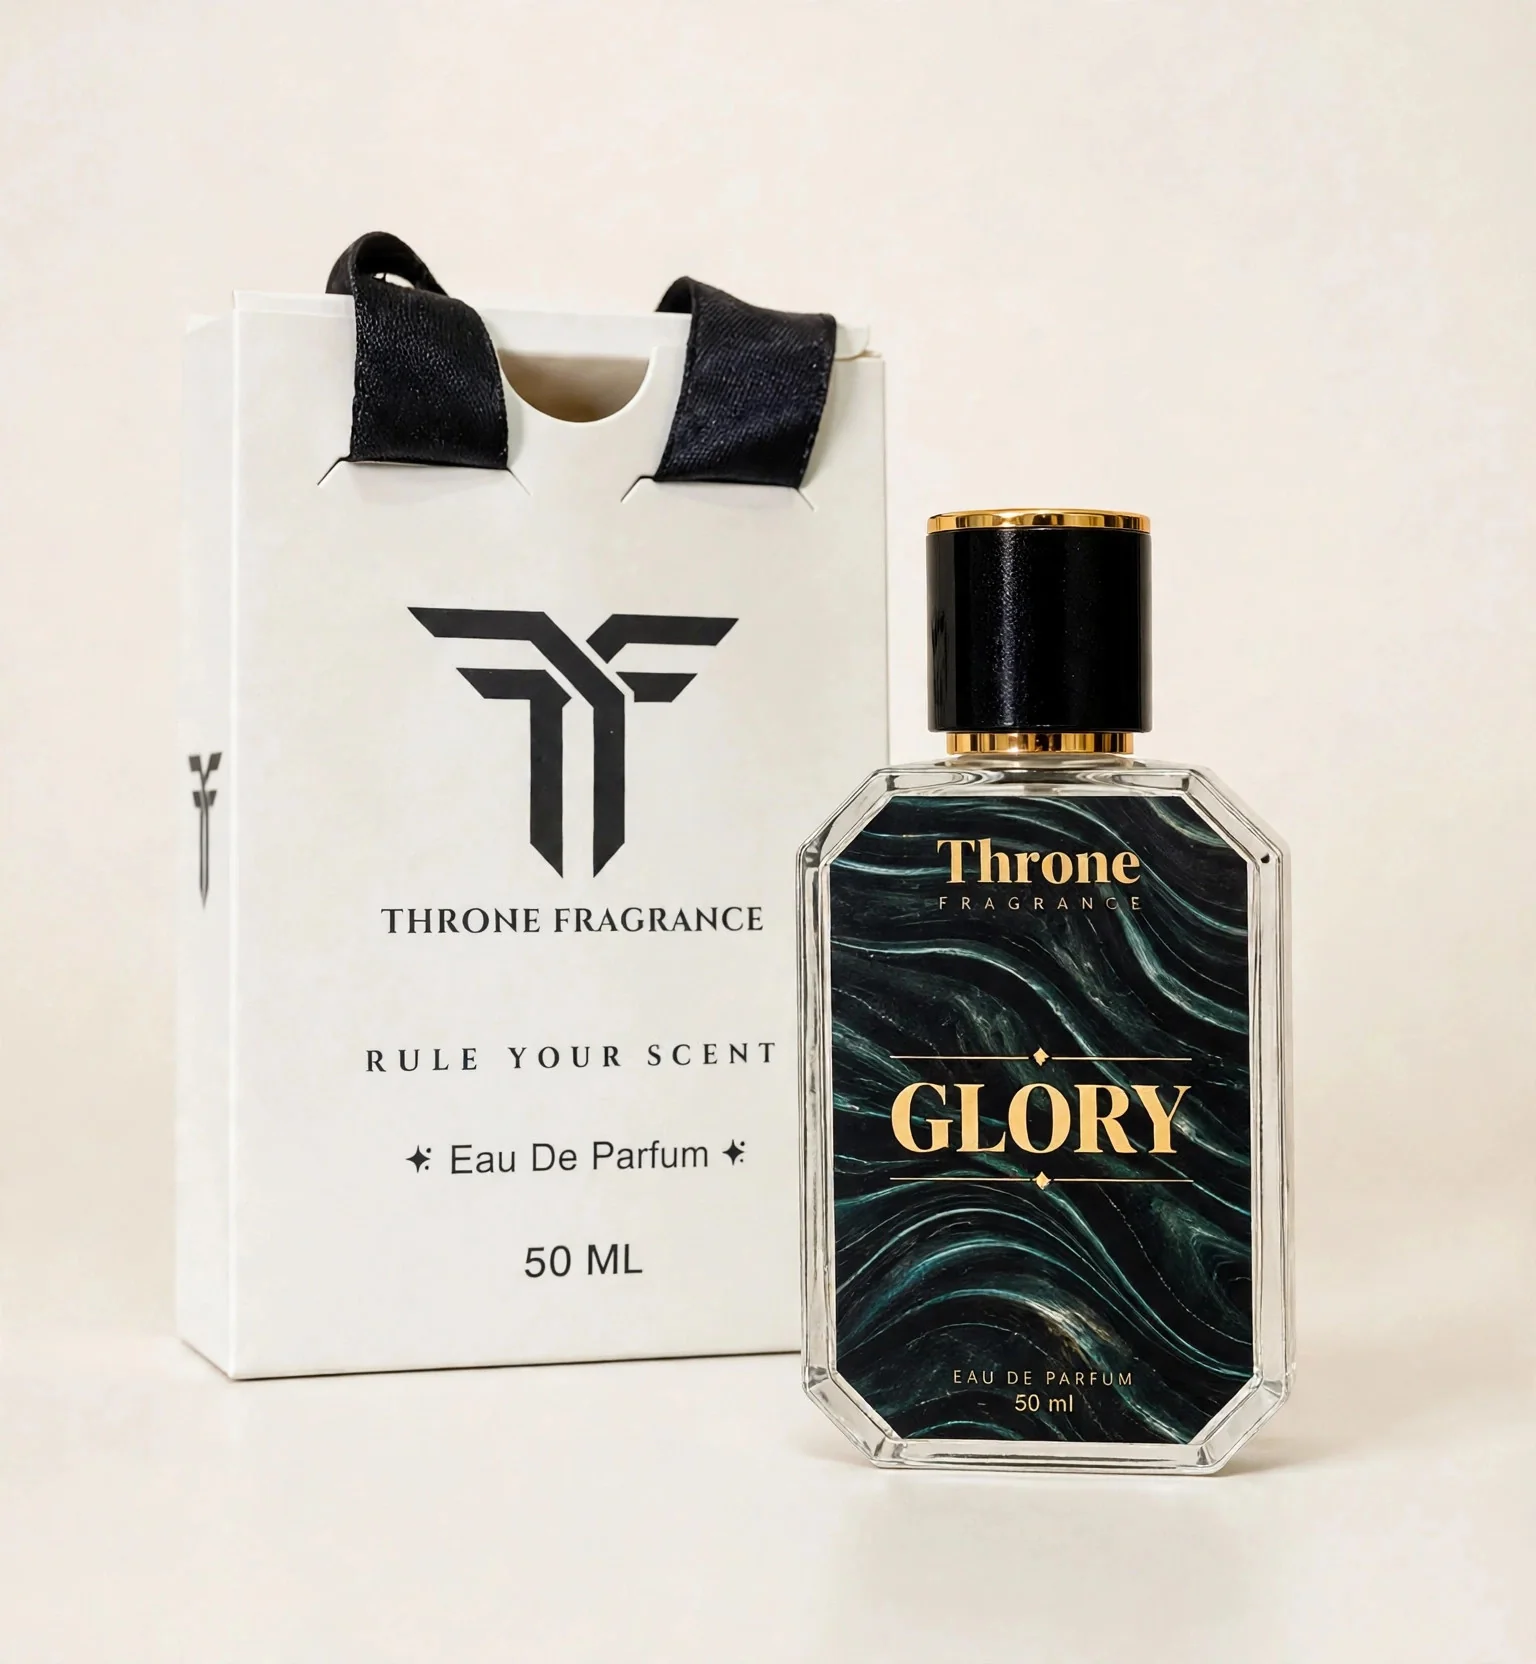 THRONE FRAGRANCE
RULE YOUR SCENT
Eau De Parfum
50 ML
Throne
FRAGRANCE
GLORY
EAU DE PARFUM
50 ml